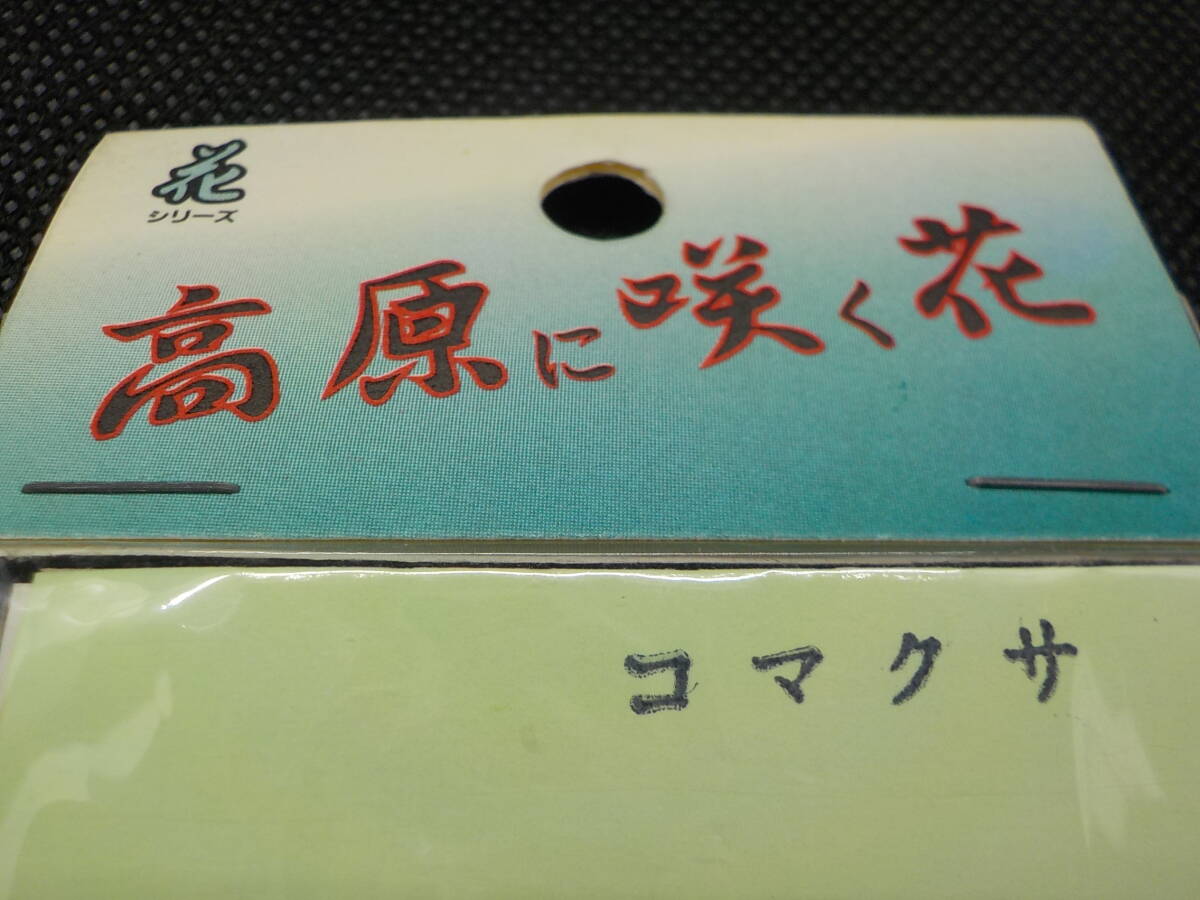 花
シリーズ
高原に咲く花
コマクサ